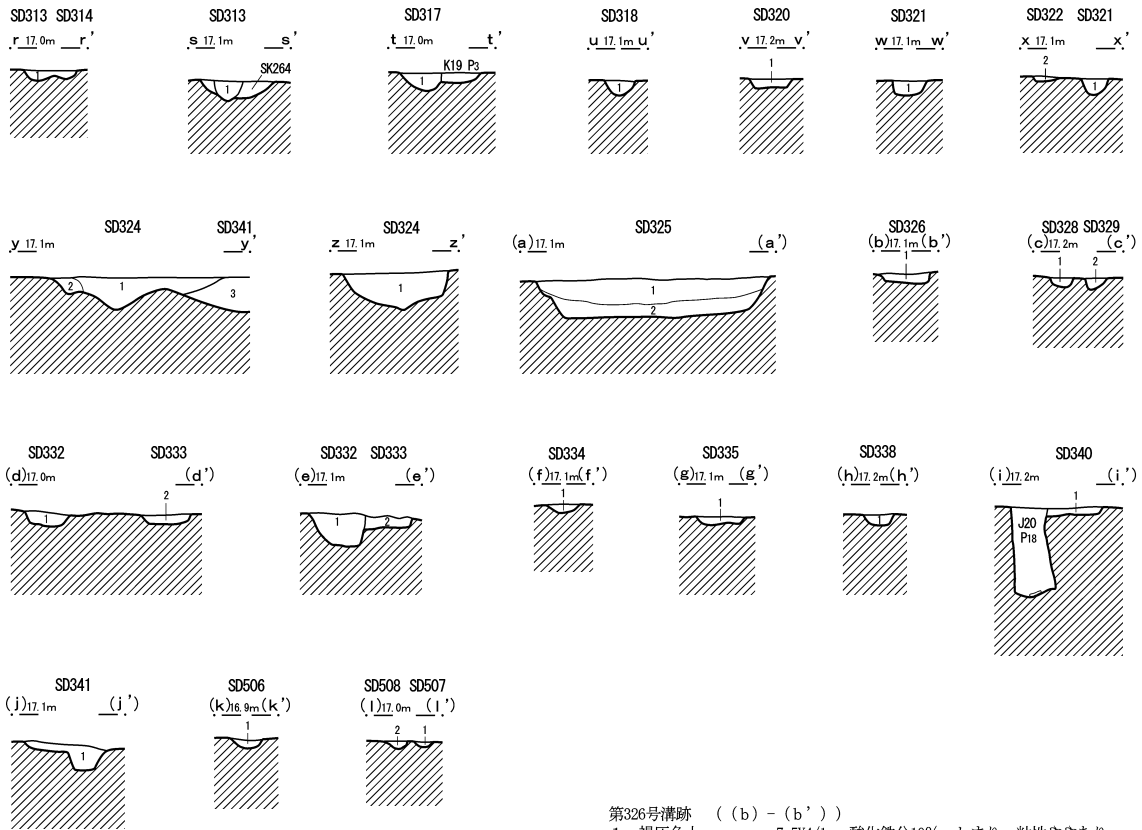 SD313 SD314
r 17.0m r'
1
SD313
s 17.1m s'
SK264
1
SD317
t 17.0m t'
K19 P3
1
SD318
u 17.1m u'
1
SD320
v 17.2m v'
1
SD321
w 17.1m w'
1
SD322 SD321
x 17.1m x'
2
1
SD324 SD341
y 17.1m y'
2 1 3
SD324
z 17.1m z'
1
SD325
(a)17.1m (a')
1
2
SD326
(b)17.1m(b')
1
SD328 SD329
(c)17.2m (c')
1 2
SD332 SD333
(d)17.0m (d')
2
1
SD332 SD333
(e)17.1m (e')
1 2
SD334
(f)17.1m(f')
1
SD335
(g)17.1m (g')
1
SD338
(h)17.2m(h')
1
SD340
(i)17.2m (i')
1
J20
P18
SD341
(j)17.1m (j')
1
SD506
(k)16.9m(k')
1
SD508 SD507
(l)17.0m (l')
2 1
第326号溝跡 ((b)-(b'))